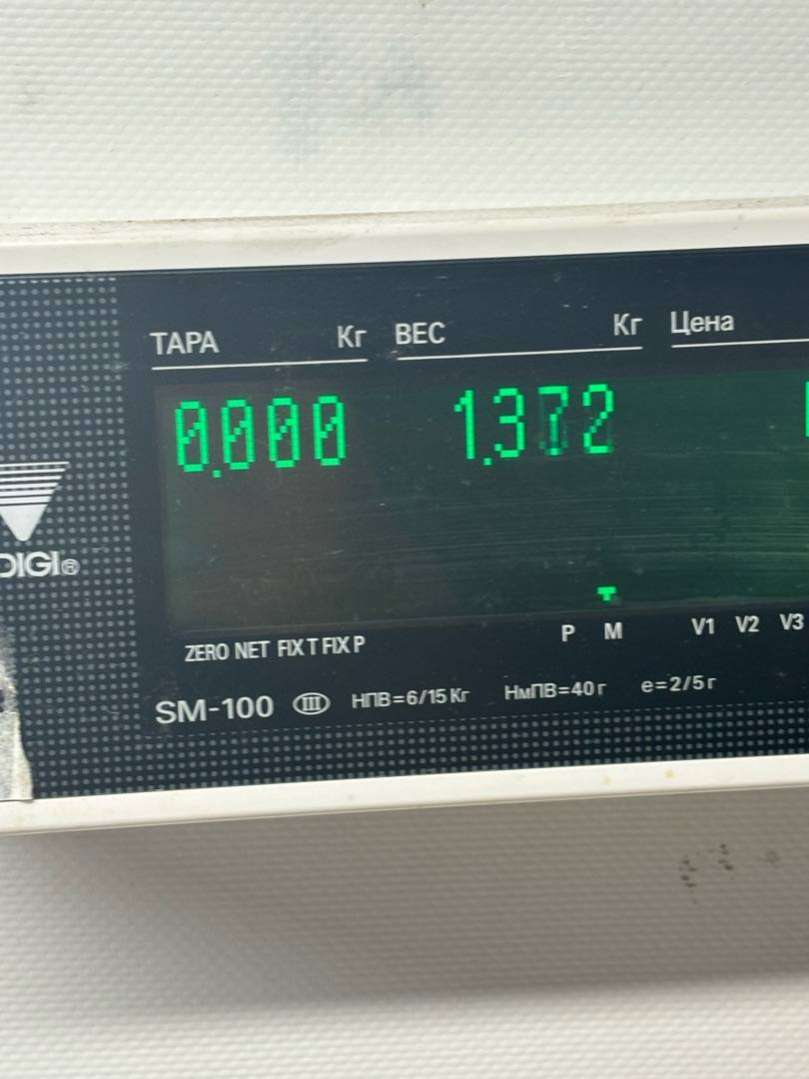 ТАРА Кг ВЕС Кг Цена
0.000 1.372
DIGI®
ZERO NET FIX T FIX P P M V1 V2 V3
SM-100 III НПВ=6/15 Кг НмПВ=40 г e=2/5 г